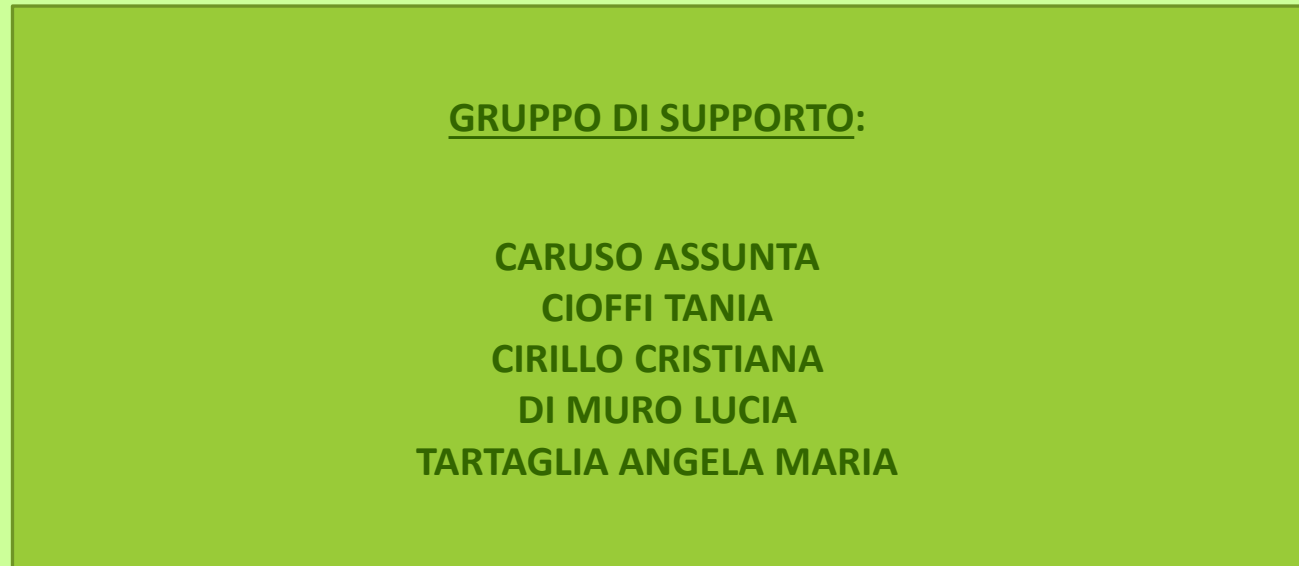 GRUPPO DI SUPPORTO:
CARUSO ASSUNTA
CIOFFI TANIA
CIRILLO CRISTIANA
DI MURO LUCIA
TARTAGLIA ANGELA MARIA